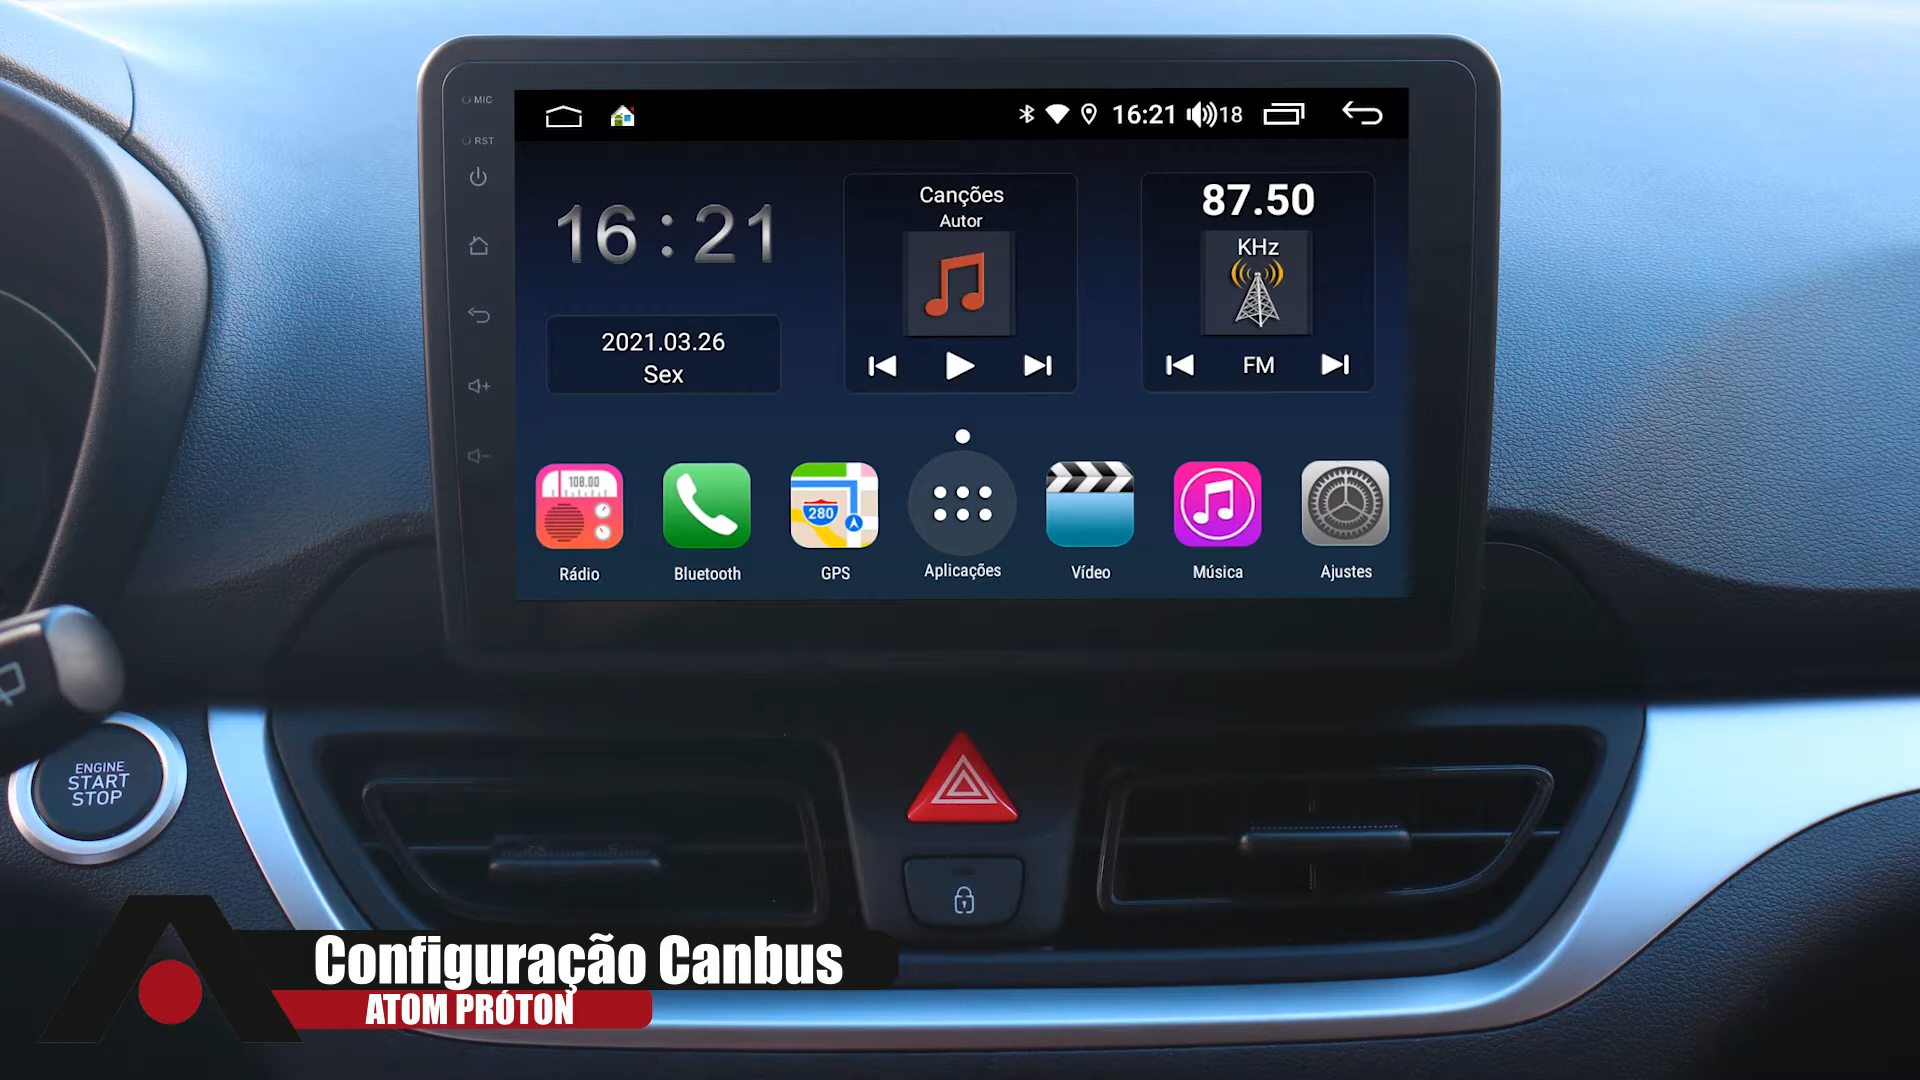 MIC
RST
16:21
18
16:21
2021.03.26
Sex
Canções
Autor
87.50
KHz
FM
108.00
280
Rádio
Bluetooth
GPS
Aplicações
Vídeo
Música
Ajustes
ENGINE
START
STOP
Configuração Canbus
ATOM PRÓTON